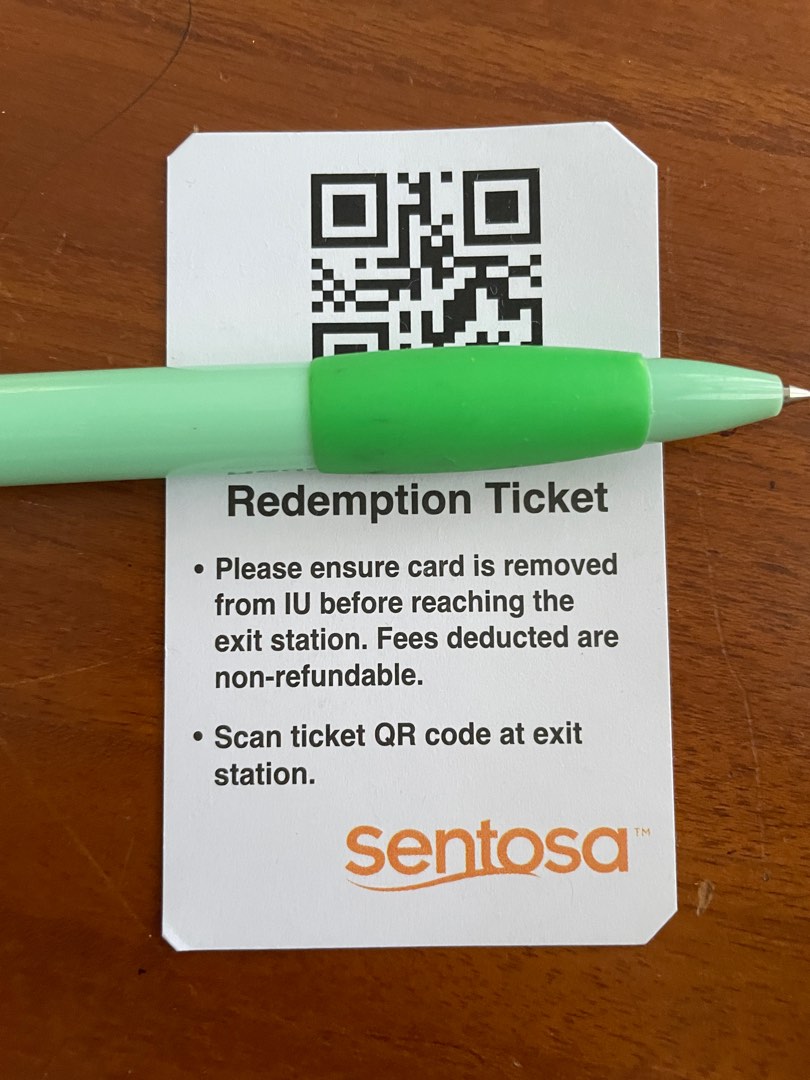 Redemption Ticket
• Please ensure card is removed
from IU before reaching the
exit station. Fees deducted are
non-refundable.
• Scan ticket QR code at exit
station.
sentosa™